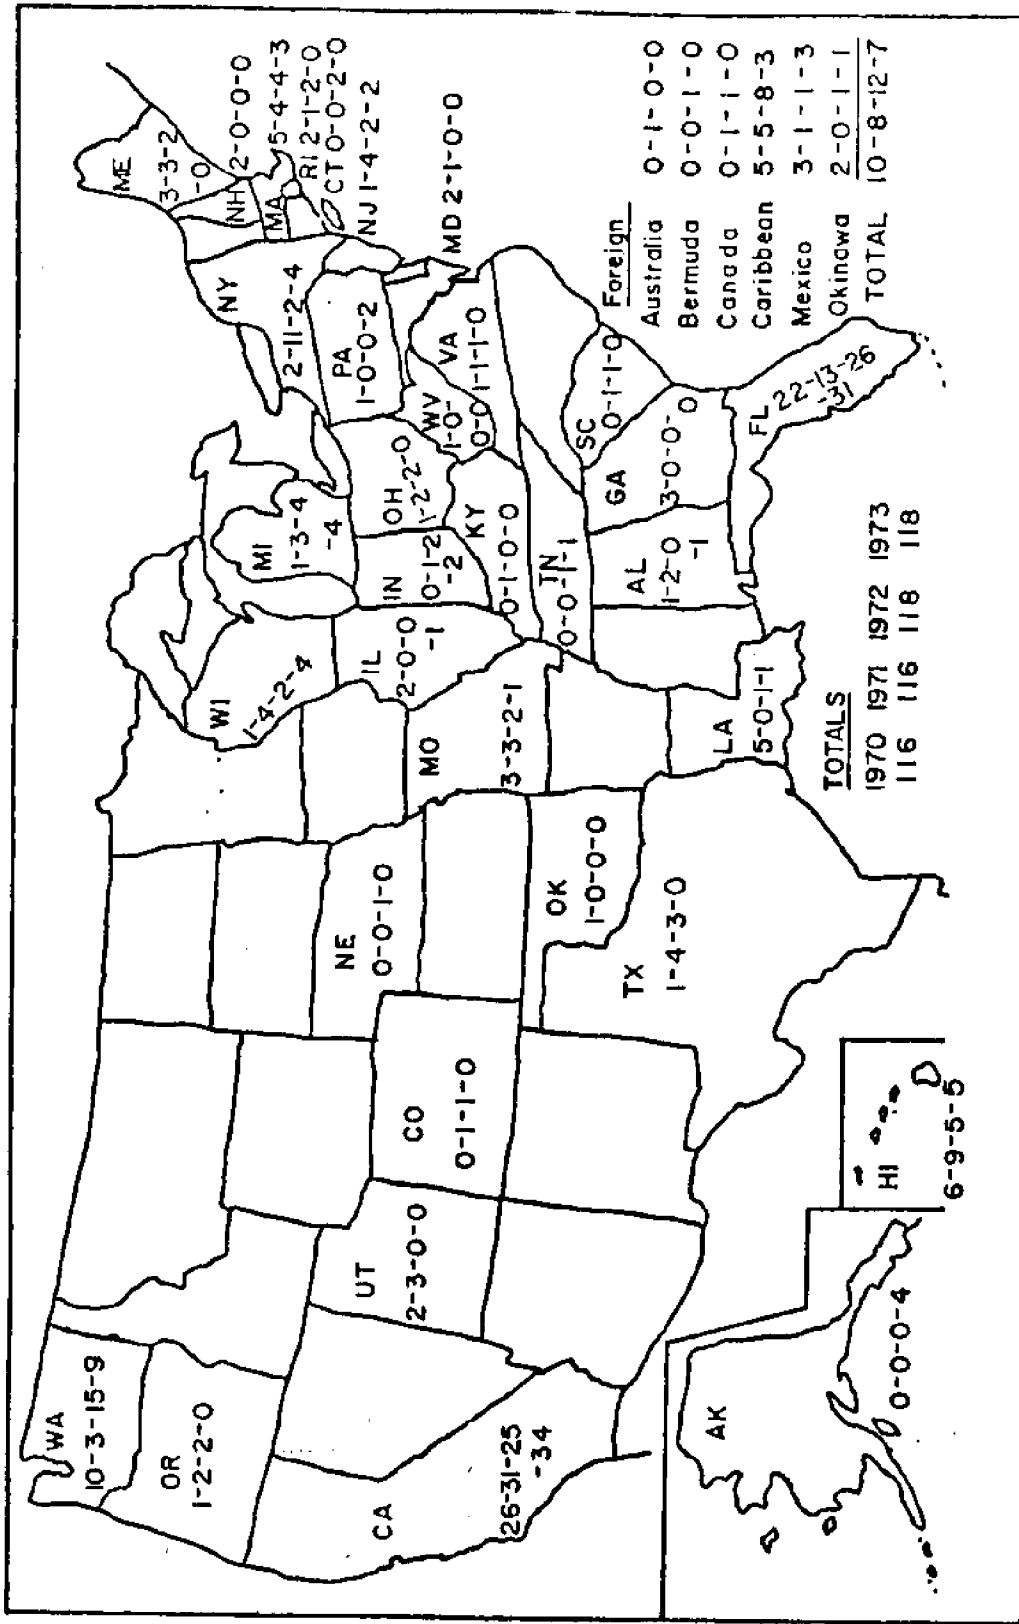 WA
10-3-15-9
OR
1-2-2-0
CA
26-31-25
-34
UT
2-3-0-0
CO
0-1-1-0
NE
0-0-1-0
OK
1-0-0-0
TX
1-4-3-0
MO
3-3-2-1
LA
5-0-1-1
WI
1-4-2-4
IL
2-0-0
-1
MI
1-3-4
-4
IN
0-1-2
-2
OH
1-2-2-0
KY
0-1-0-0
TN
0-0-1-1
AL
1-2-0
-1
GA
3-0-0-
0
FL
22-13-26
-31
SC
0-1-1-0
WV
1-0-
0-0
VA
1-1-1-0
PA
1-0-0-2
NY
2-11-2-4
ME
3-3-2
-0
NH 2-0-0-0
MA 5-4-4-3
RI 2-1-2-0
CT 0-0-2-0
NJ 1-4-2-2
MD 2-1-0-0
AK
0-0-0-4
HI
6-9-5-5
TOTALS
1970 1971 1972 1973
116 116 118 118
Foreign
Australia 0-1-0-0
Bermuda 0-0-1-0
Canada 0-1-1-0
Caribbean 5-5-8-3
Mexico 3-1-1-3
Okinawa 2-0-1-1
TOTAL 10-8-12-7